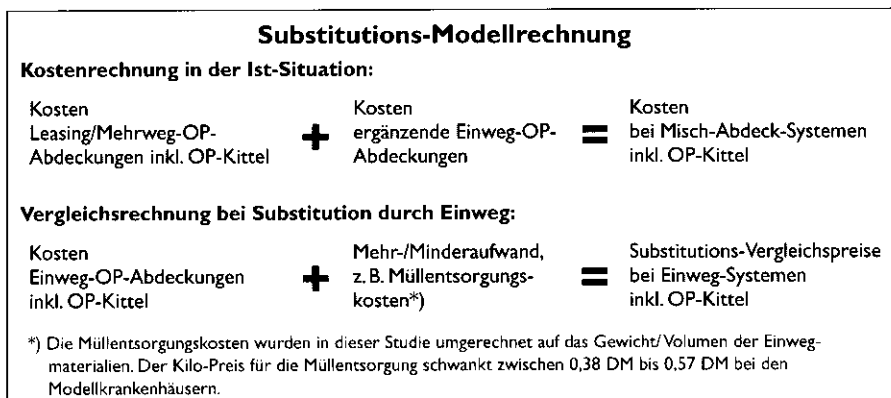 Substitutions-Modellrechnung
Kostenrechnung in der Ist-Situation:
Kosten
Leasing/Mehrweg-OP-
Abdeckungen inkl. OP-Kittel
+
Kosten
ergänzende Einweg-OP-
Abdeckungen
=
Kosten
bei Misch-Abdeck-Systemen
inkl. OP-Kittel
Vergleichsrechnung bei Substitution durch Einweg:
Kosten
Einweg-OP-Abdeckungen
inkl. OP-Kittel
+
Mehr-/Minderaufwand,
z. B. Müllentsorgungs-
kosten*)
=
Substitutions-Vergleichspreise
bei Einweg-Systemen
inkl. OP-Kittel
*) Die Müllentsorgungskosten wurden in dieser Studie umgerechnet auf das Gewicht/Volumen der Einweg-
materialien. Der Kilo-Preis für die Müllentsorgung schwankt zwischen 0,38 DM bis 0,57 DM bei den
Modellkrankenhäusern.